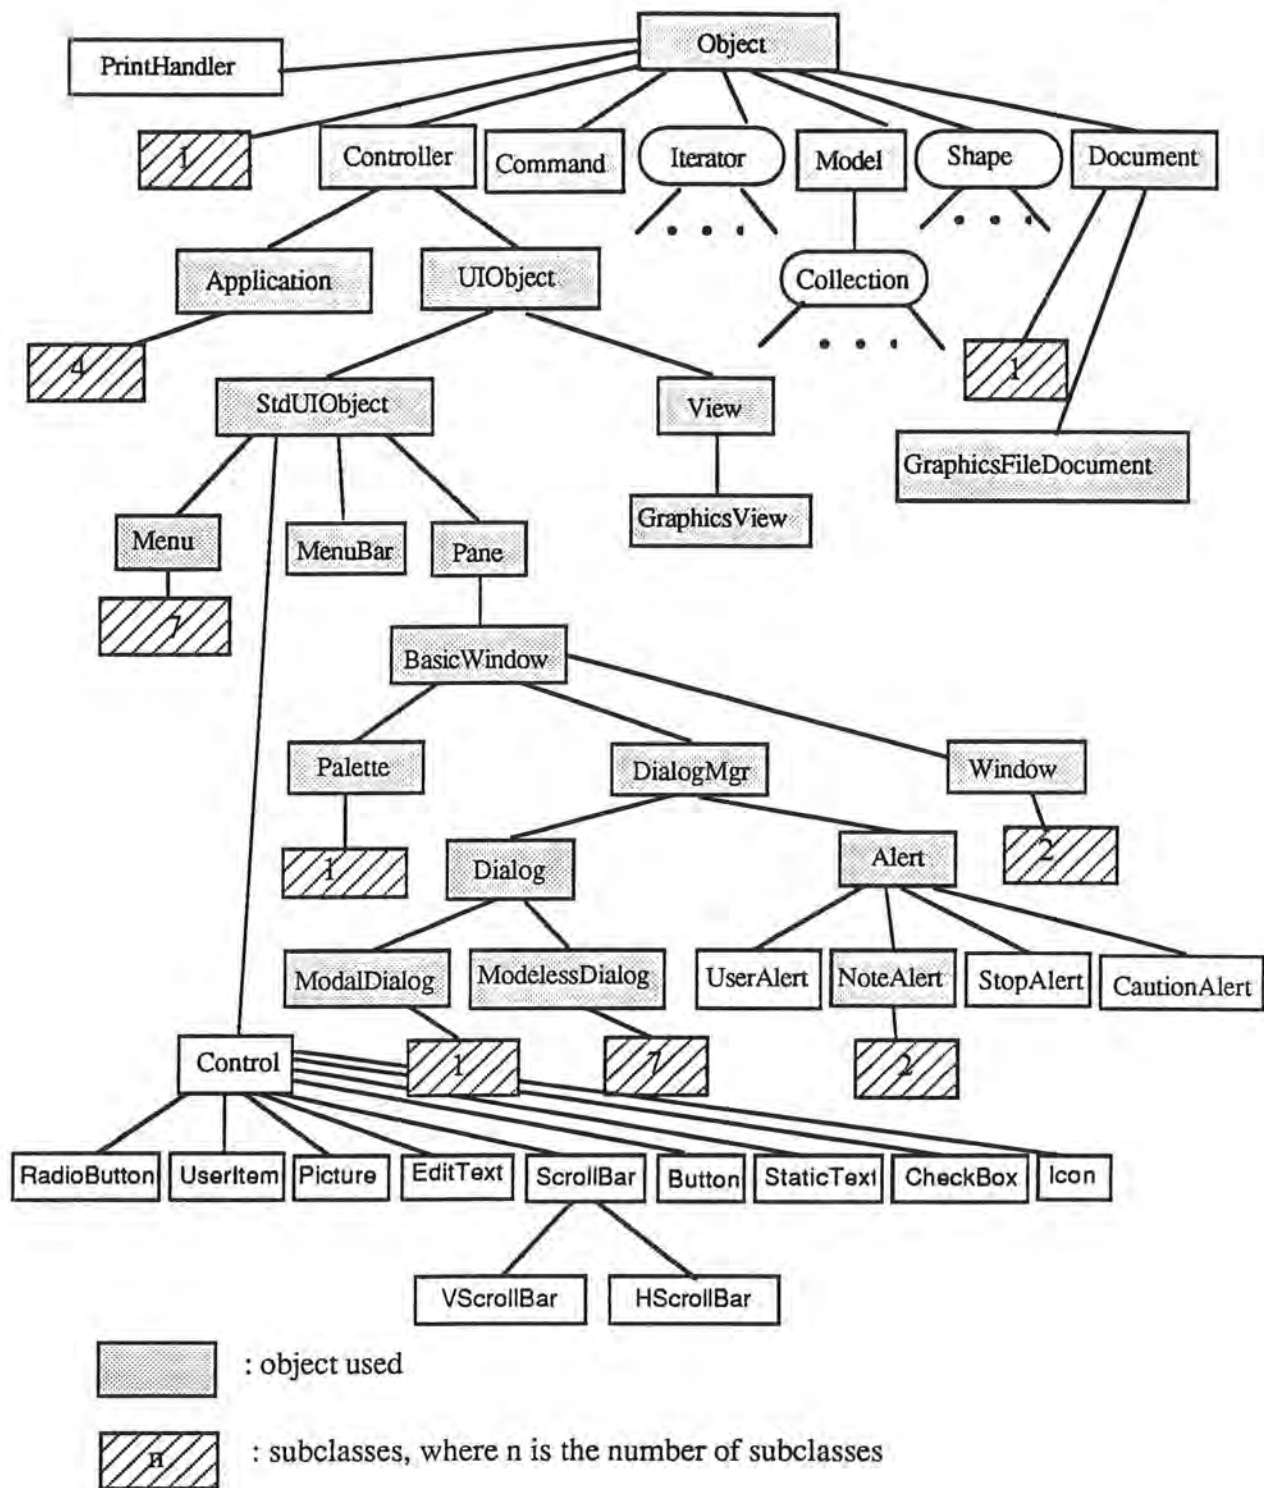 Object
PrintHandler
1
Controller
Command
Iterator
Model
Shape
Document
Application
UIObject
Collection
4
1
StdUIObject
View
GraphicsFileDocument
GraphicsView
Menu
MenuBar
Pane
7
BasicWindow
Palette
DialogMgr
Window
1
Dialog
Alert
2
ModalDialog
ModelessDialog
UserAlert
NoteAlert
StopAlert
CautionAlert
Control
1
7
2
RadioButton
UserItem
Picture
EditText
ScrollBar
Button
StaticText
CheckBox
Icon
VScrollBar
HScrollBar
: object used
n
: subclasses, where n is the number of subclasses